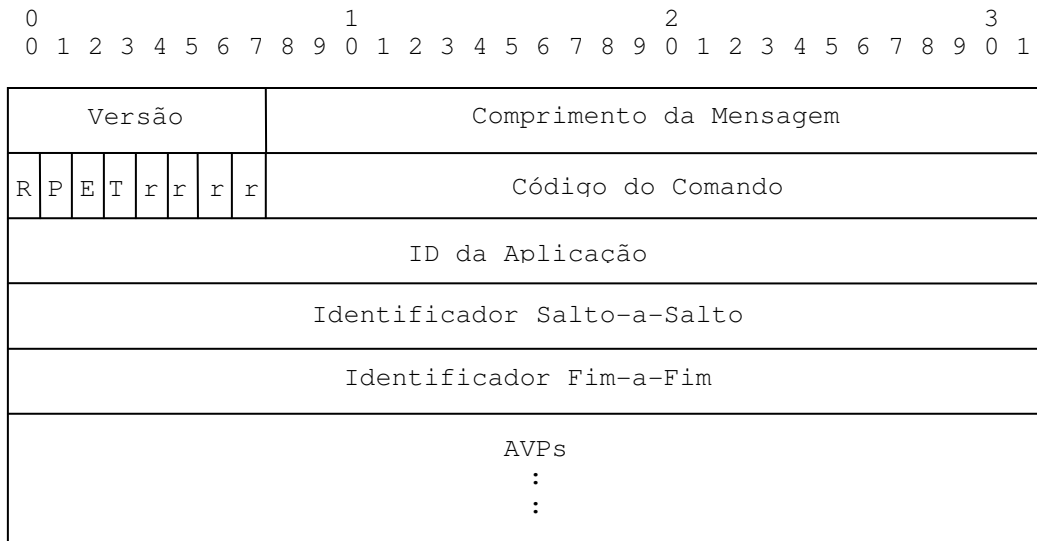 0 1 2 3
0 1 2 3 4 5 6 7 8 9 0 1 2 3 4 5 6 7 8 9 0 1 2 3 4 5 6 7 8 9 0 1
Versão Comprimento da Mensagem
R P E T r r r r Código do Comando
ID da Aplicação
Identificador Salto-a-Salto
Identificador Fim-a-Fim
AVPs
:
: